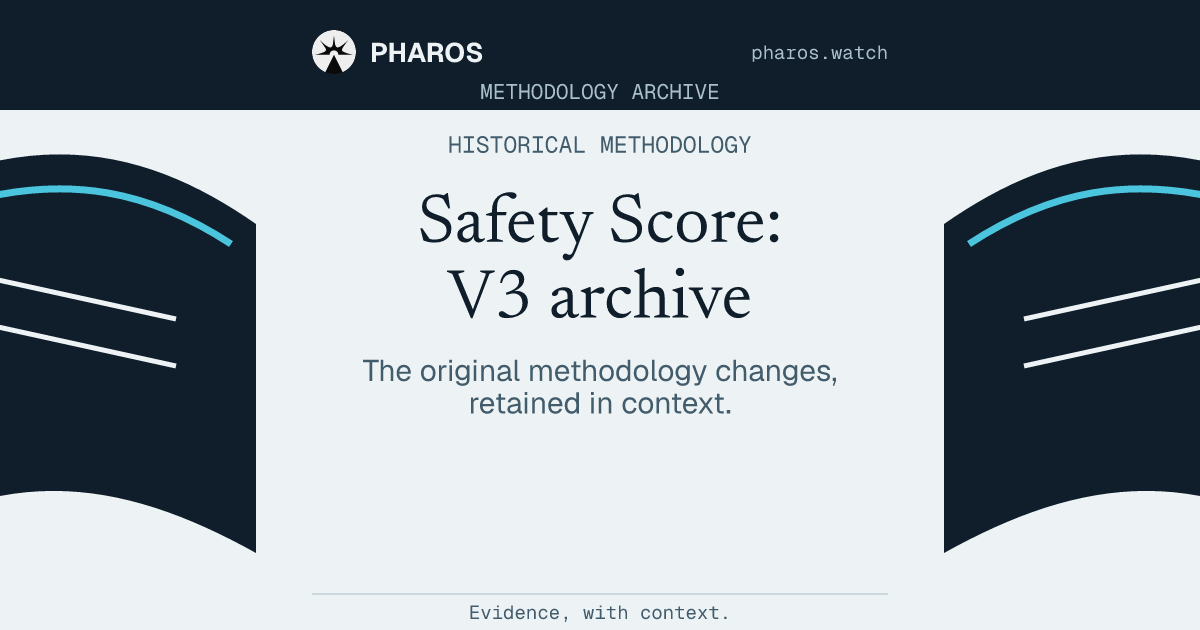 PHAROS
pharos.watch
METHODOLOGY ARCHIVE
HISTORICAL METHODOLOGY
Safety Score:
V3 archive
The original methodology changes,
retained in context.
Evidence, with context.